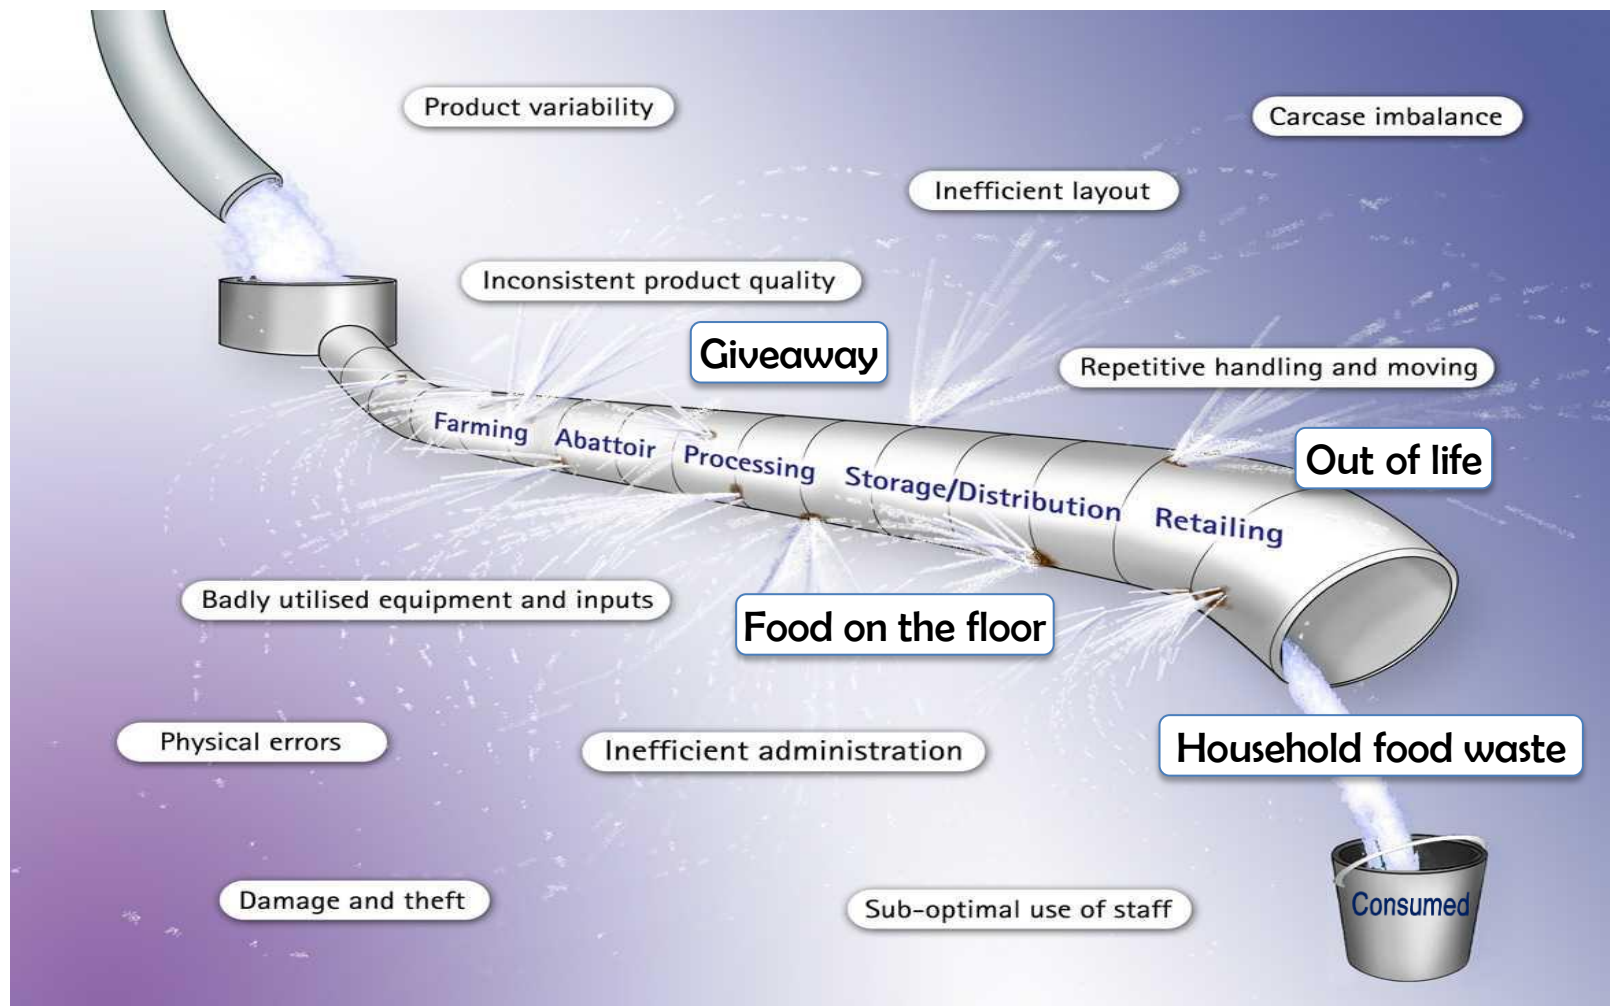 Product variability
Carcase imbalance
Inefficient layout
Inconsistent product quality
Giveaway
Repetitive handling and moving
Farming
Abattoir
Processing
Storage/Distribution
Retailing
Out of life
Badly utilised equipment and inputs
Food on the floor
Physical errors
Inefficient administration
Household food waste
Damage and theft
Sub-optimal use of staff
Consumed